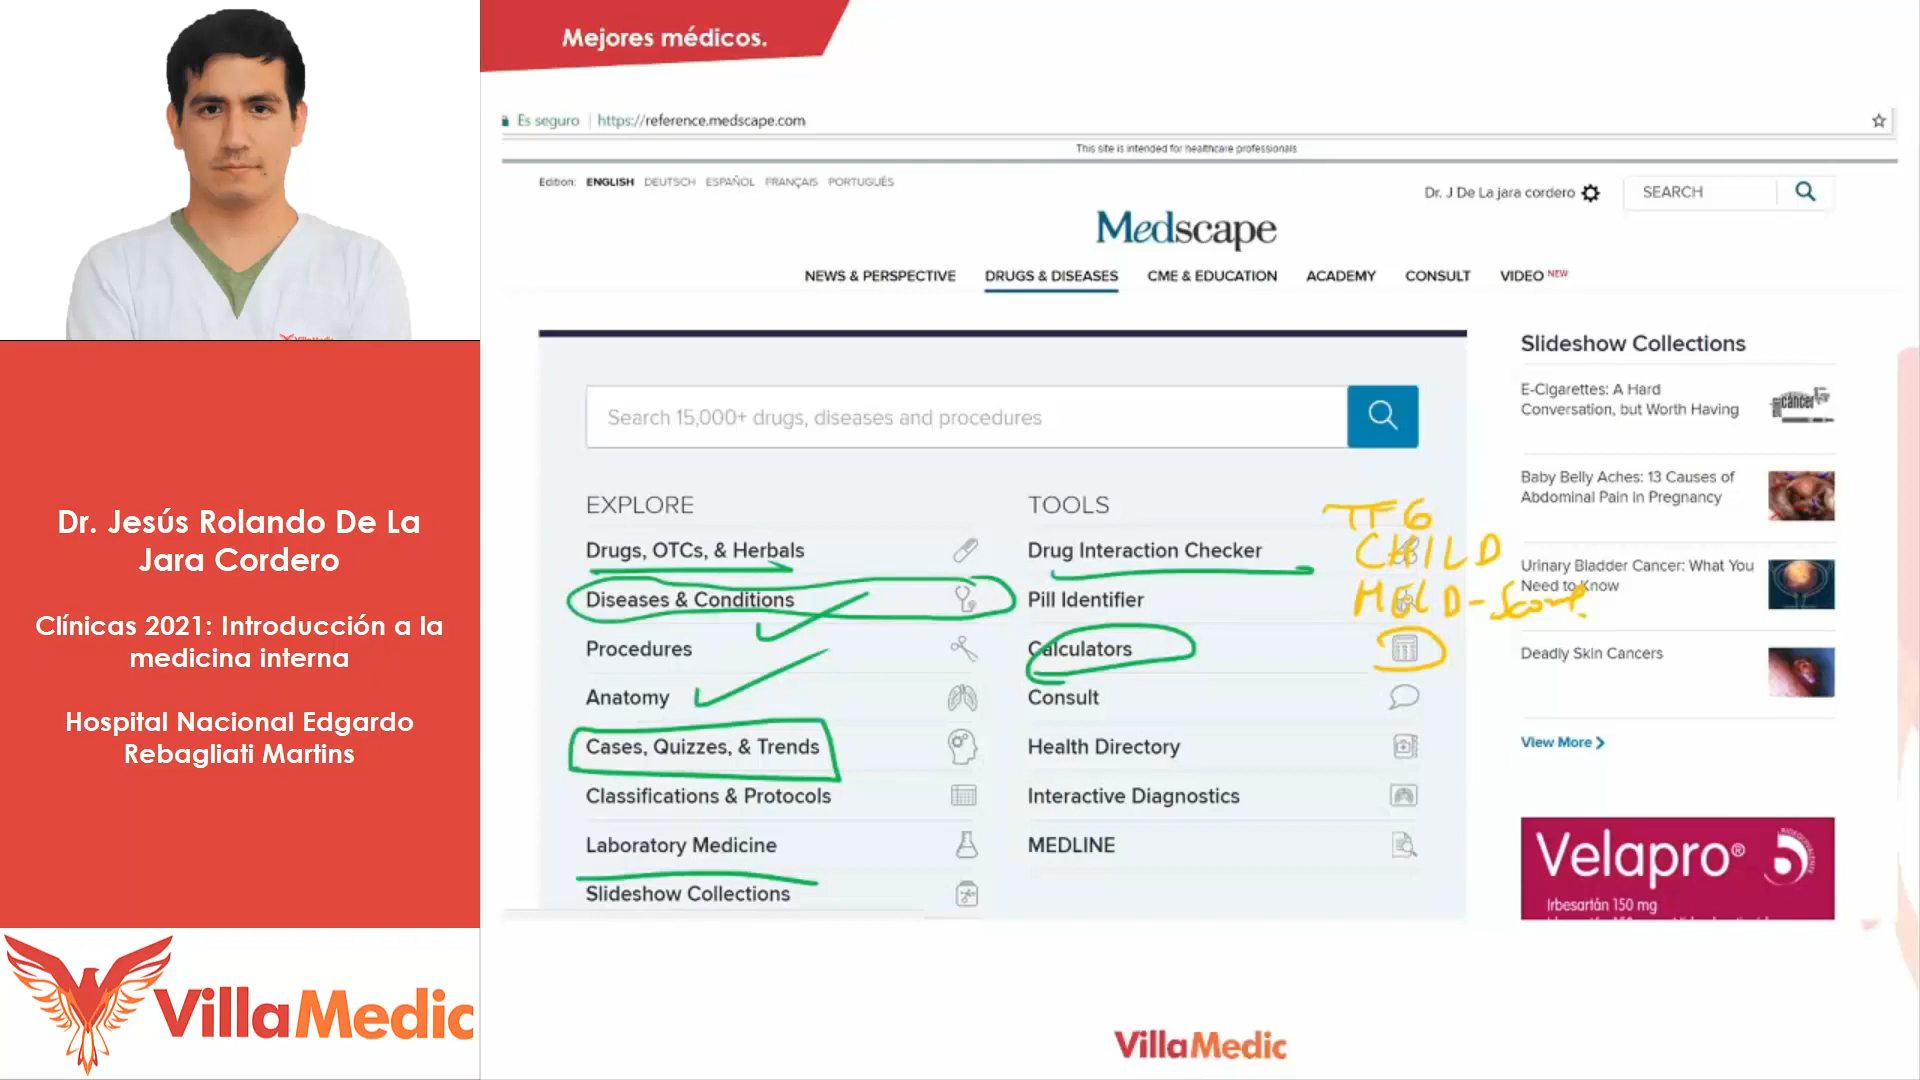 Mejores médicos.
Es seguro https://reference.medscape.com
This site is intended for healthcare professionals
Edition: ENGLISH DEUTSCH ESPAÑOL FRANÇAIS PORTUGUÊS
Dr. J De La jara cordero
SEARCH
Medscape
NEWS & PERSPECTIVE DRUGS & DISEASES CME & EDUCATION ACADEMY CONSULT VIDEO NEW
Search 15,000+ drugs, diseases and procedures
EXPLORE
Drugs, OTCs, & Herbals
Diseases & Conditions
Procedures
Anatomy
Cases, Quizzes, & Trends
Classifications & Protocols
Laboratory Medicine
Slideshow Collections
TOOLS
Drug Interaction Checker
Pill Identifier
Calculators
Consult
Health Directory
Interactive Diagnostics
MEDLINE
TFG
CHILD
MELD-Score
Slideshow Collections
E-Cigarettes: A Hard
Conversation, but Worth Having
cáncer
Baby Belly Aches: 13 Causes of
Abdominal Pain in Pregnancy
Urinary Bladder Cancer: What You
Need to Know
Deadly Skin Cancers
View More
Velapro®
Irbesartán 150 mg
Dr. Jesús Rolando De La
Jara Cordero
Clínicas 2021: Introducción a la
medicina interna
Hospital Nacional Edgardo
Rebagliati Martins
VillaMedic
VillaMedic